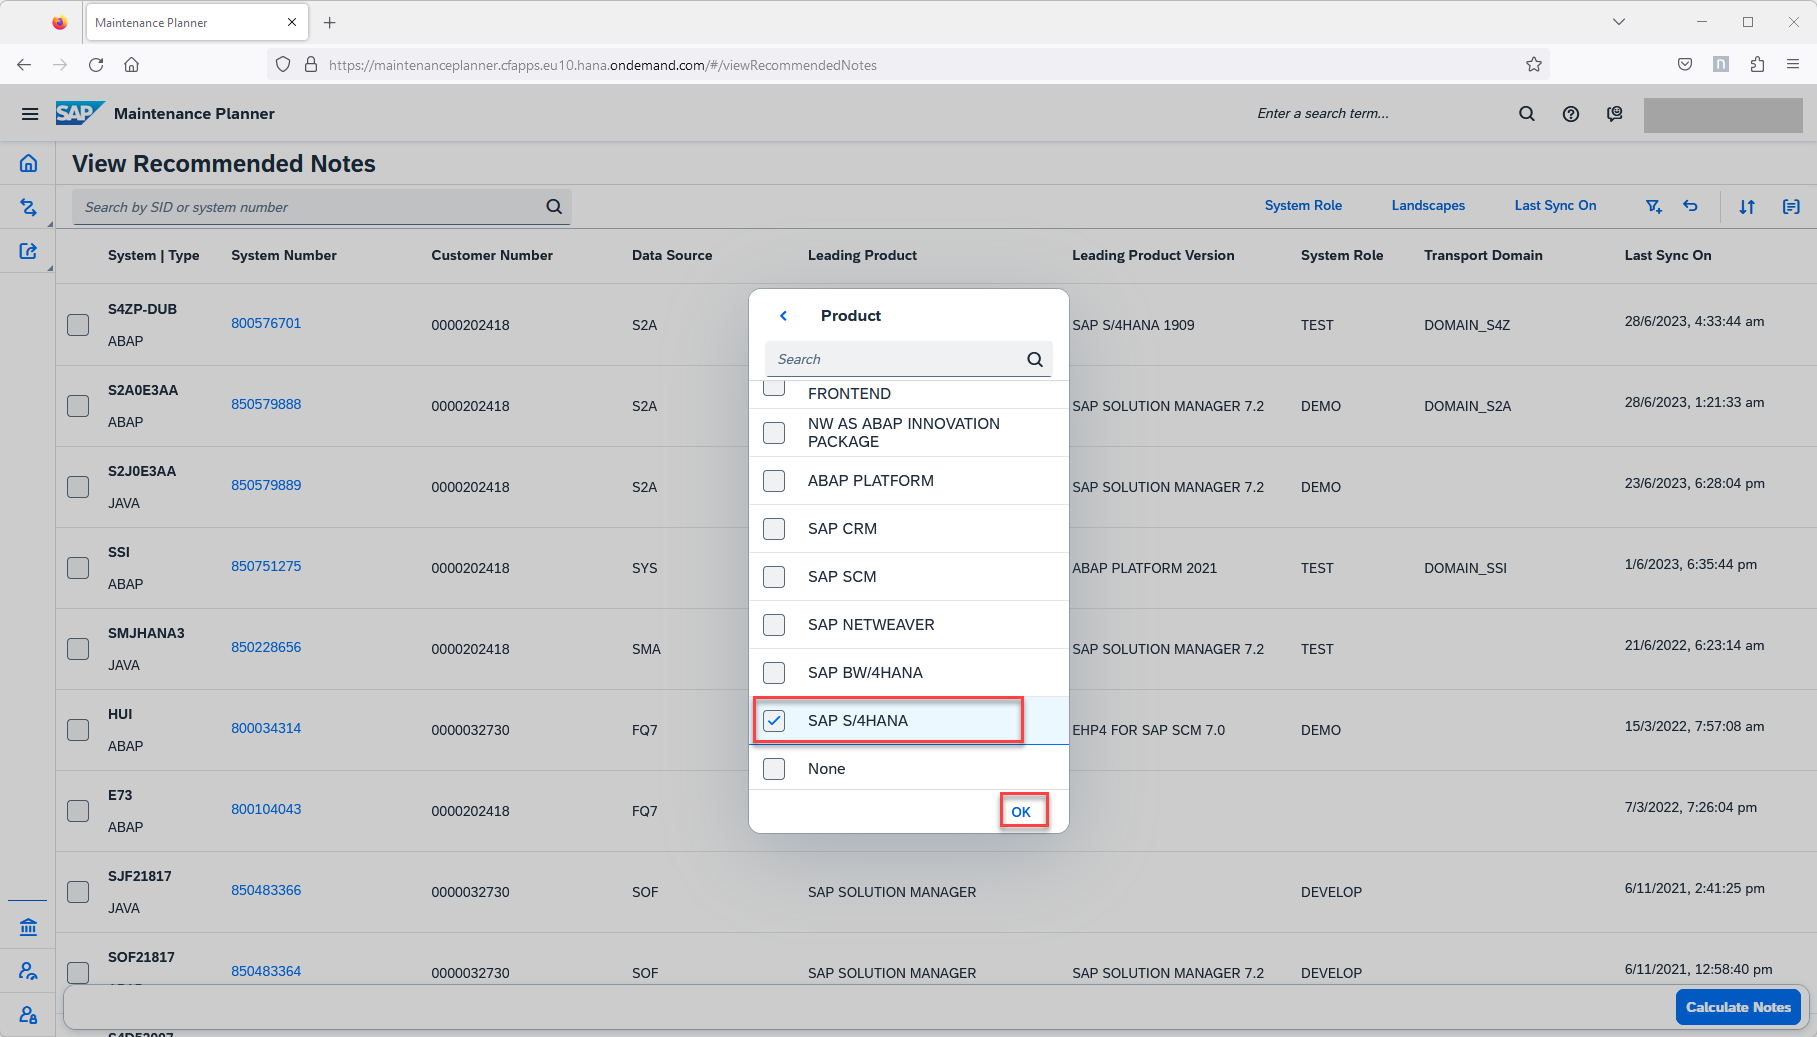 Maintenance Planner
https://maintenanceplanner.cfapps.eu10.hana.ondemand.com/#/viewRecommendedNotes
SAP Maintenance Planner Enter a search term...
View Recommended Notes
Search by SID or system number System Role Landscapes Last Sync On
System | Type System Number Customer Number Data Source Leading Product Leading Product Version System Role Transport Domain Last Sync On
S4ZP-DUB
ABAP
800576701 0000202418 S2A SAP S/4HANA 1909 TEST DOMAIN_S4Z 28/6/2023, 4:33:44 am
S2A0E3AA
ABAP
850579888 0000202418 S2A SAP SOLUTION MANAGER 7.2 DEMO DOMAIN_S2A 28/6/2023, 1:21:33 am
S2J0E3AA
JAVA
850579889 0000202418 S2A SAP SOLUTION MANAGER 7.2 DEMO 23/6/2023, 6:28:04 pm
SSI
ABAP
850751275 0000202418 SYS ABAP PLATFORM 2021 TEST DOMAIN_SSI 1/6/2023, 6:35:44 pm
SMJHANA3
JAVA
850228656 0000202418 SMA SAP SOLUTION MANAGER 7.2 TEST 21/6/2022, 6:23:14 am
HUI
ABAP
800034314 0000032730 FQ7 EHP4 FOR SAP SCM 7.0 DEMO 15/3/2022, 7:57:08 am
E73
ABAP
800104043 0000202418 FQ7 7/3/2022, 7:26:04 pm
SJF21817
JAVA
850483366 0000032730 SOF SAP SOLUTION MANAGER DEVELOP 6/11/2021, 2:41:25 pm
SOF21817
850483364 0000032730 SOF SAP SOLUTION MANAGER SAP SOLUTION MANAGER 7.2 DEVELOP 6/11/2021, 12:58:40 pm
Product
Search
FRONTEND
NW AS ABAP INNOVATION
PACKAGE
ABAP PLATFORM
SAP CRM
SAP SCM
SAP NETWEAVER
SAP BW/4HANA
SAP S/4HANA
None
OK
Calculate Notes